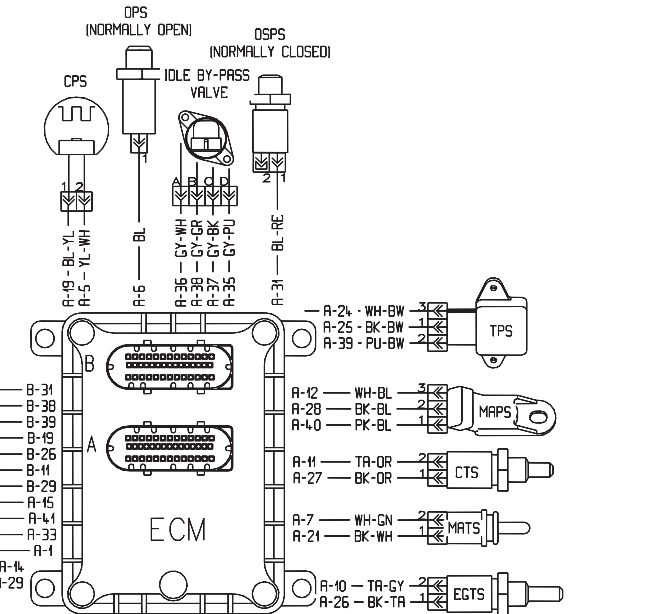 OPS
(NORMALLY OPEN)
OSPS
(NORMALLY CLOSED)
CPS
IDLE BY-PASS
VALVE
1
1 2
A B C D
2 1
A-19 - BL-YL
A-5 - YL-WH
A-6 - BL
A-36 - GY-WH
A-38 - GY-GR
A-37 - GY-BK
A-35 - GY-PU
A-31 - BL-RE
A-24 - WH-BW 3
A-25 - BK-BW 1
A-39 - PU-BW 2
TPS
B
A
ECM
B-31
B-38
B-39
B-19
B-26
B-11
B-29
A-15
A-41
A-33
A-1
A-14
-29
A-12 WH-BL 3
A-28 BK-BL 2
A-40 PK-BL 1
MAPS
A-11 TA-OR 2
A-27 BK-OR 1
CTS
A-7 WH-GN 2
A-21 BK-WH 1
MATS
A-10 - TA-GY 2
A-26 - BK-TA 1
EGTS